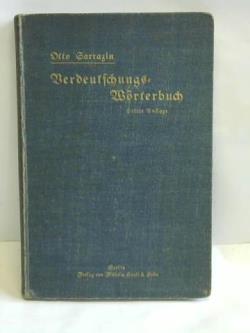 Otto Sarrazin
Verdeutschungs-
Wörterbuch
Dritte Auflage
Berlin
Verlag von Wilhelm Ernst & Sohn